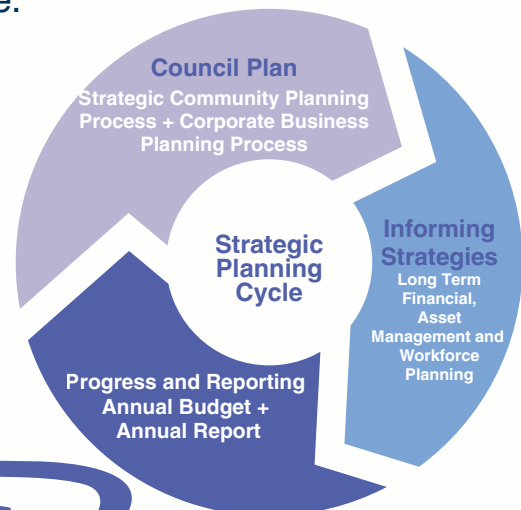 e.
Council Plan
Strategic Community Planning
Process + Corporate Business
Planning Process
Strategic
Planning
Cycle
Informing
Strategies
Long Term
Financial,
Asset
Management and
Workforce
Planning
Progress and Reporting
Annual Budget +
Annual Report